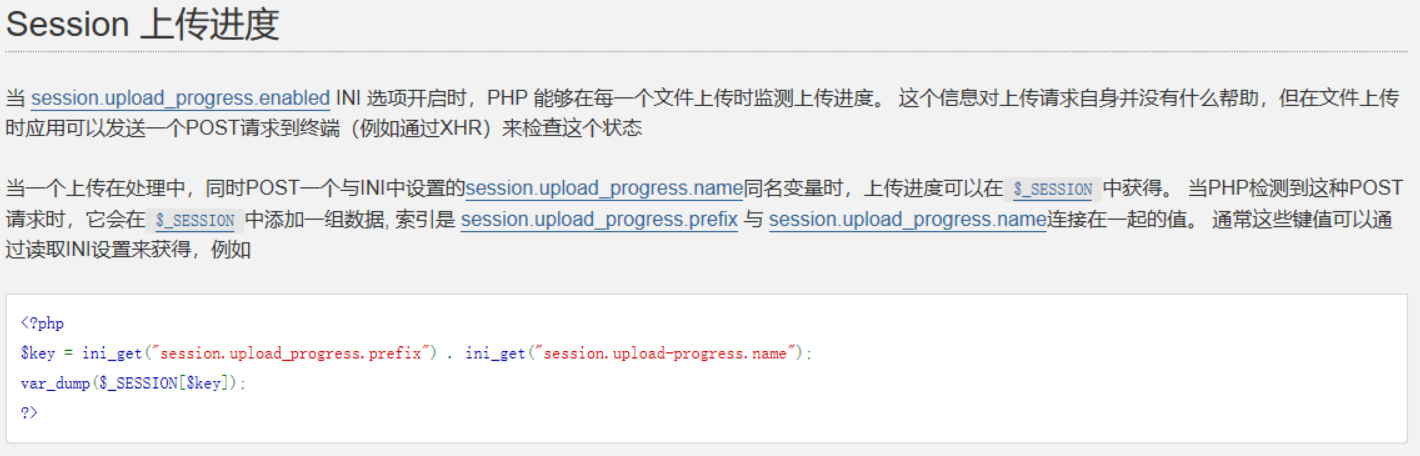 Session 上传进度
当 session.upload_progress.enabled INI 选项开启时，PHP 能够在每一个文件上传时监测上传进度。 这个信息对上传请求自身并没有什么帮助，但在文件上传
时应用可以发送一个POST请求到终端（例如通过XHR）来检查这个状态
当一个上传在处理中，同时POST一个与INI中设置的session.upload_progress.name同名变量时，上传进度可以在 $_SESSION 中获得。 当PHP检测到这种POST
请求时，它会在 $_SESSION 中添加一组数据, 索引是 session.upload_progress.prefix 与 session.upload_progress.name连接在一起的值。 通常这些键值可以通
过读取INI设置来获得，例如
<?php
$key = ini_get("session.upload_progress.prefix") . ini_get("session.upload-progress.name");
var_dump($_SESSION[$key]);
?>